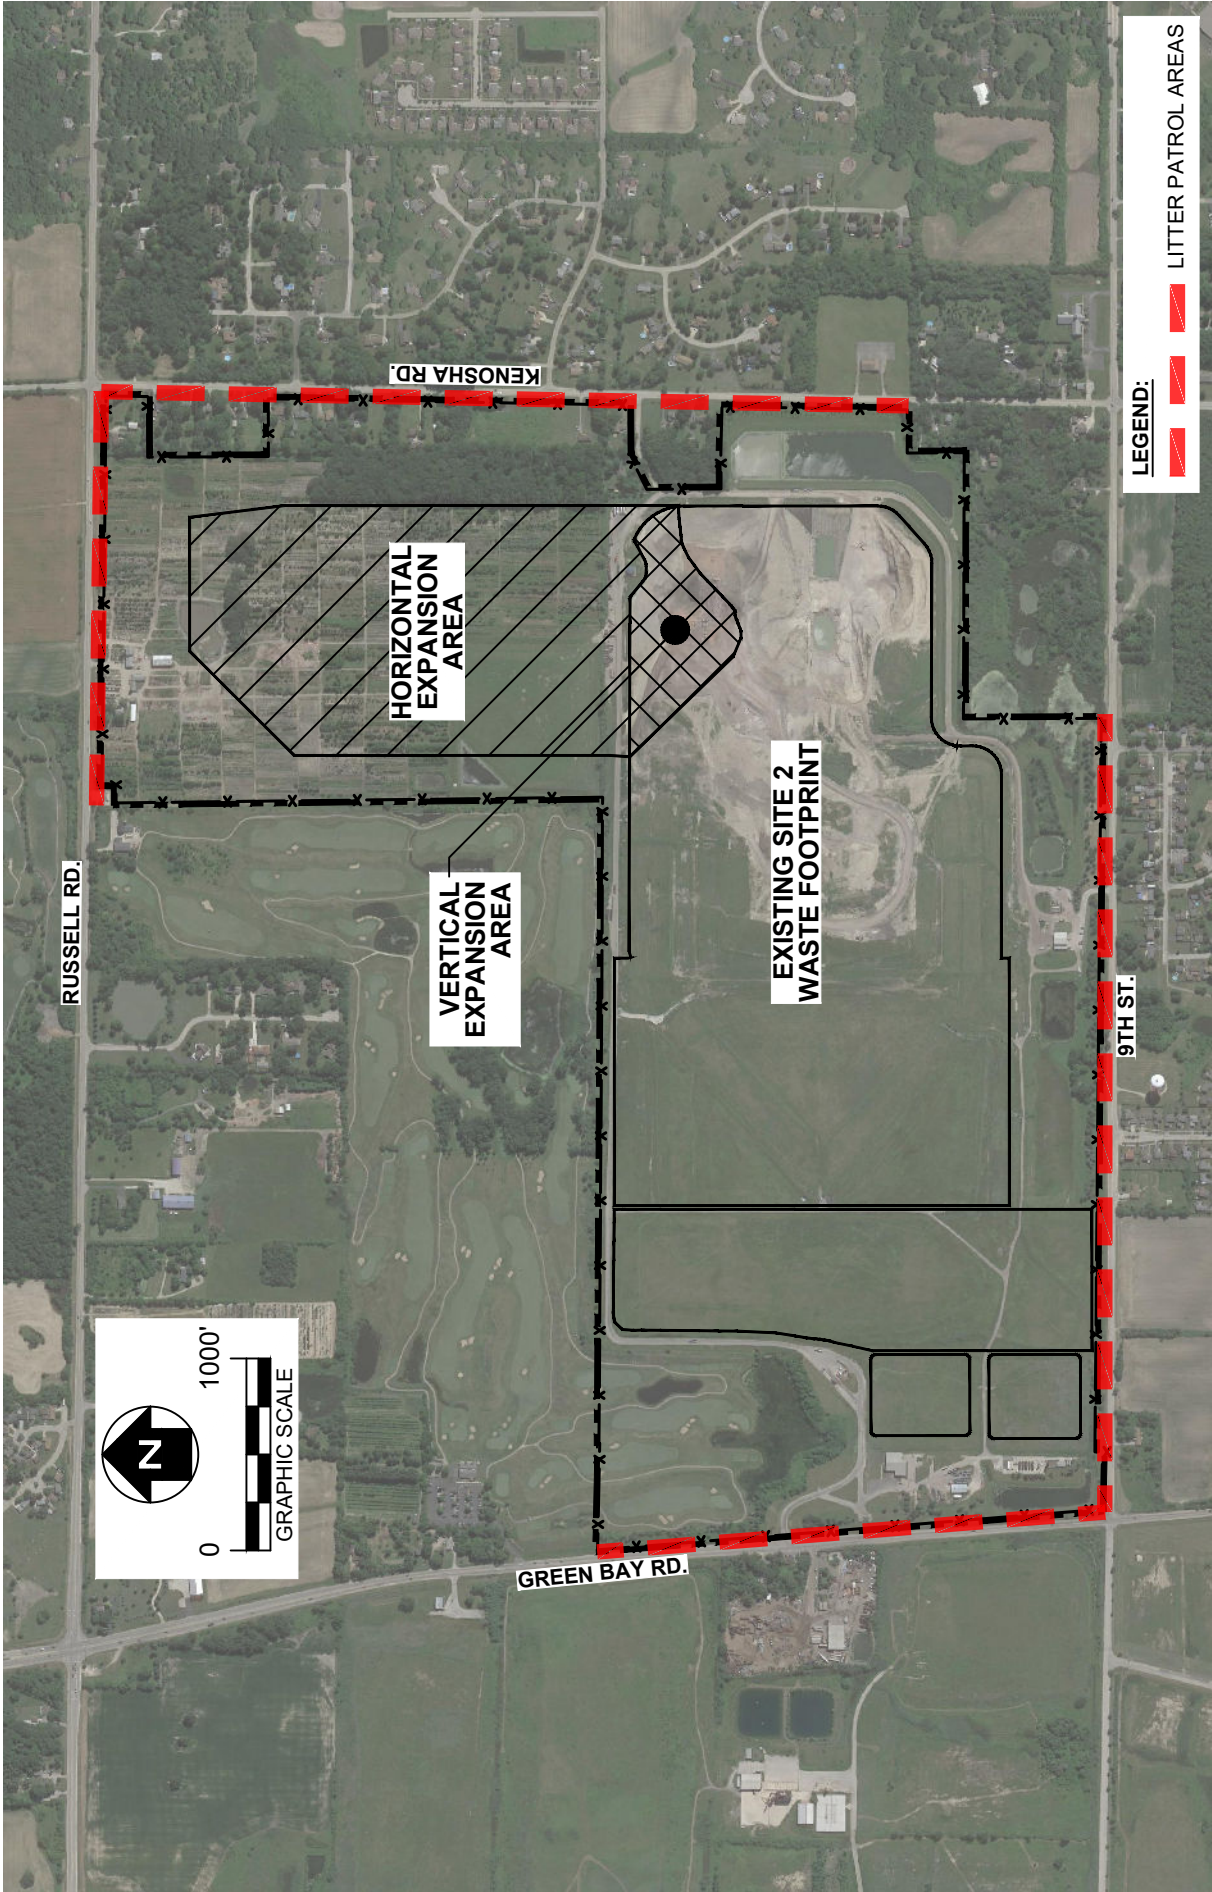 RUSSELL RD.
KENOSHA RD.
HORIZONTAL
EXPANSION
AREA
VERTICAL
EXPANSION
AREA
EXISTING SITE 2
WASTE FOOTPRINT
GREEN BAY RD.
9TH ST.
N
0 1000'
GRAPHIC SCALE
LEGEND:
LITTER PATROL AREAS